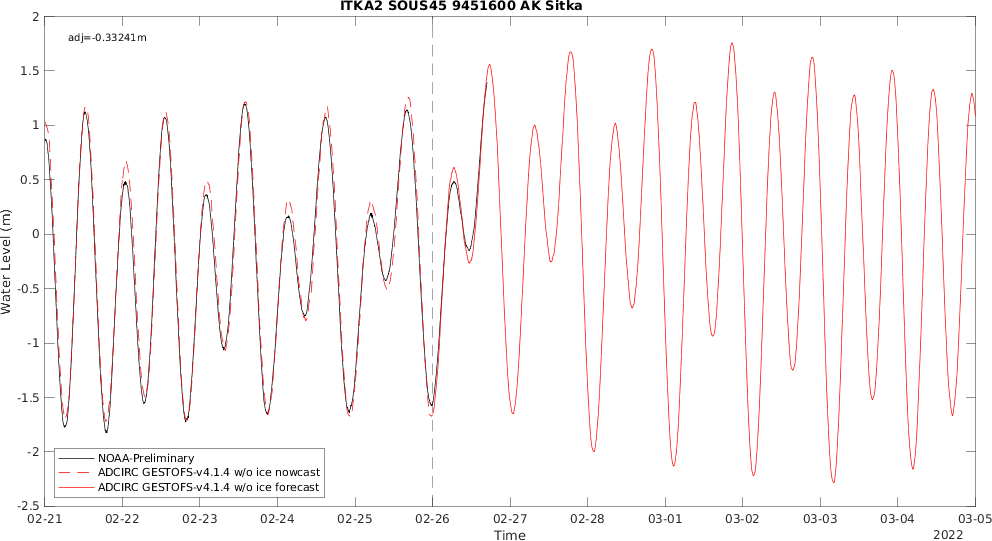 ITKA2 SOUS45 9451600 AK Sitka
adj=-0.33241m
2
1.5
1
0.5
0
-0.5
-1
-1.5
-2
-2.5
Water Level (m)
NOAA-Preliminary
ADCIRC GESTOFS-v4.1.4 w/o ice nowcast
ADCIRC GESTOFS-v4.1.4 w/o ice forecast
02-21 02-22 02-23 02-24 02-25 02-26 02-27 02-28 03-01 03-02 03-03 03-04 03-05
Time
2022